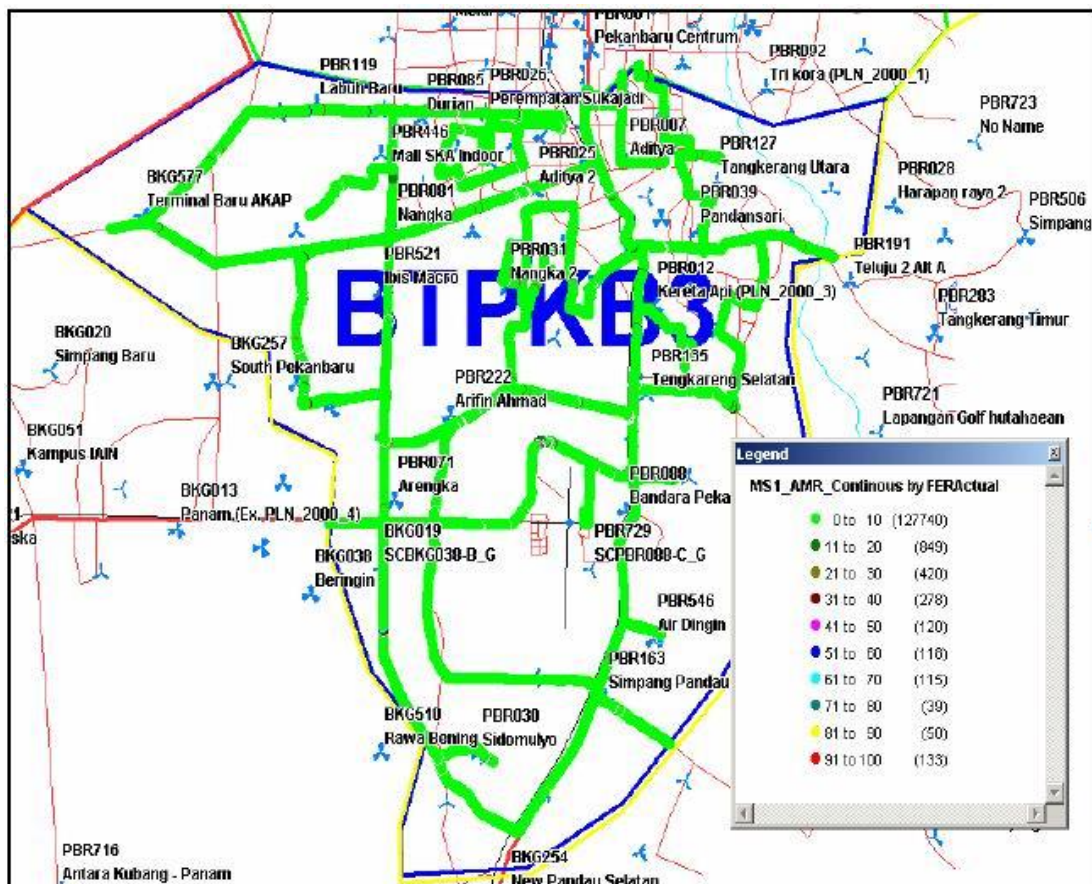 PBR001
Pekanbaru Centrum
PBR092
Tri kora (PLN_2000_1)
PBR119
Labuh Baru
PBR085
Durian
PBR026
Perempatan Sukajadi
PBR723
No Name
PBR446
Mall SKA Indoor
PBR007
Aditya
PBR025
Aditya 2
PBR127
Tangkerang Utara
PBR028
Harapan raya 2
BKG577
Terminal Baru AKAP
PBR081
Nangka
PBR039
Pandansari
PBR506
Simpang
PBR521
Ibis Macro
PBR031
Nangka 2
PBR012
Kereta Api (PLN_2000_3)
PBR191
Teluju 2 Alt A
BTPKB3
PBR283
Tangkerang Timur
BKG020
Simpang Baru
BKG257
South Pekanbaru
PBR222
Arifin Ahmad
PBR135
Tengkareng Selatan
PBR721
Lapangan Golf hutahaean
BKG051
Kampus IAIN
PBR071
Arengka
PBR088
Bandara Peka
BKG013
Panam.(Ex. PLN_2000_4)
ska
BKG038
Beringin
BKG019
SCBKG038-B_G
PBR729
SCPBR088-C_G
PBR546
Air Dingin
PBR163
Simpang Pandau
BKG510
Rawa Bening
PBR030
Sidomulyo
PBR716
Antara Kubang - Panam
BKG254
New Pandau Selatan
Legend
MS1_AMR_Continous by FERActual
0 to 10 (127740)
11 to 20 (849)
21 to 30 (420)
31 to 40 (278)
41 to 50 (120)
51 to 60 (118)
61 to 70 (115)
71 to 80 (39)
81 to 90 (50)
91 to 100 (133)